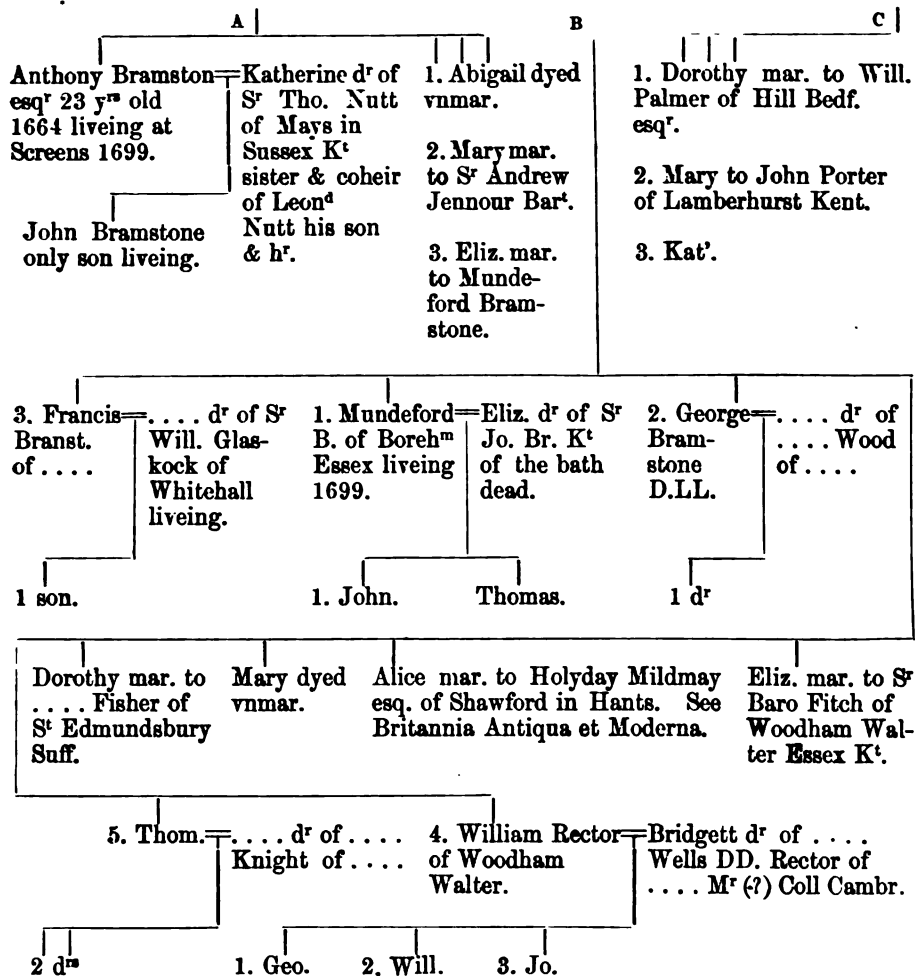 A B C
Anthony Bramston=
esqʳ 23 yʳˢ old
1664 liveing at
Screens 1699.
Katherine dʳ of
Sʳ Tho. Nutt
of Mays in
Sussex Kᵗ
sister & coheir
of Leonᵈ
Nutt his son
& hʳ.
John Bramstone
only son liveing.
1. Abigail dyed
vnmar.
2. Mary mar.
to Sʳ Andrew
Jennour Barᵗ.
3. Eliz. mar.
to Munde-
ford Bram-
stone.
1. Dorothy mar. to Will.
Palmer of Hill Bedf.
esqʳ.
2. Mary to John Porter
of Lamberhurst Kent.
3. Kat'.
3. Francis=
Branst.
of . . . .
. . . . dʳ of Sʳ
Will. Glas-
kock of
Whitehall
liveing.
1. Mundeford=
B. of Borehᵐ
Essex liveing
1699.
Eliz. dʳ of Sʳ
Jo. Br. Kᵗ
of the bath
dead.
2. George=
Bram-
stone
D.LL.
. . . . dʳ of
. . . . Wood
of . . . .
1 son.
1. John. Thomas.
1 dʳ
Dorothy mar. to
. . . . Fisher of
Sᵗ Edmundsbury
Suff.
Mary dyed
vnmar.
Alice mar. to Holyday Mildmay
esq. of Shawford in Hants. See
Britannia Antiqua et Moderna.
Eliz. mar. to Sʳ
Baro Fitch of
Woodham Wal-
ter Essex Kᵗ.
5. Thom.=
. . . . dʳ of . . . .
Knight of . . . .
4. William Rector=
of Woodham
Walter.
Bridgett dʳ of . . . .
Wells DD. Rector of
. . . . Mʳ (?) Coll Cambr.
2 dʳˢ
1. Geo. 2. Will. 3. Jo.